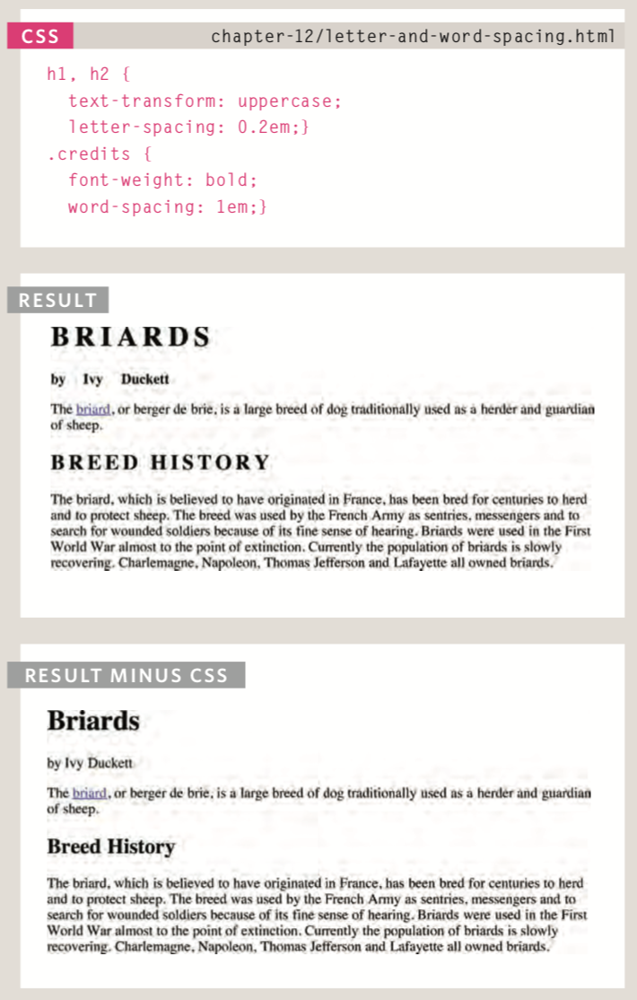 CSS
chapter-12/letter-and-word-spacing.html
h1, h2 {
text-transform: uppercase;
letter-spacing: 0.2em;}
.credits {
font-weight: bold;
word-spacing: 1em;}
RESULT
BRIARDS
by Ivy Duckett
The briard, or berger de brie, is a large breed of dog traditionally used as a herder and guardian
of sheep.
BREED HISTORY
The briard, which is believed to have originated in France, has been bred for centuries to herd
and to protect sheep. The breed was used by the French Army as sentries, messengers and to
search for wounded soldiers because of its fine sense of hearing. Briards were used in the First
World War almost to the point of extinction. Currently the population of briards is slowly
recovering. Charlemagne, Napoleon, Thomas Jefferson and Lafayette all owned briards.
RESULT MINUS CSS
Briards
by Ivy Duckett
The briard, or berger de brie, is a large breed of dog traditionally used as a herder and guardian
of sheep.
Breed History
The briard, which is believed to have originated in France, has been bred for centuries to herd
and to protect sheep. The breed was used by the French Army as sentries, messengers and to
search for wounded soldiers because of its fine sense of hearing. Briards were used in the First
World War almost to the point of extinction. Currently the population of briards is slowly
recovering. Charlemagne, Napoleon, Thomas Jefferson and Lafayette all owned briards.